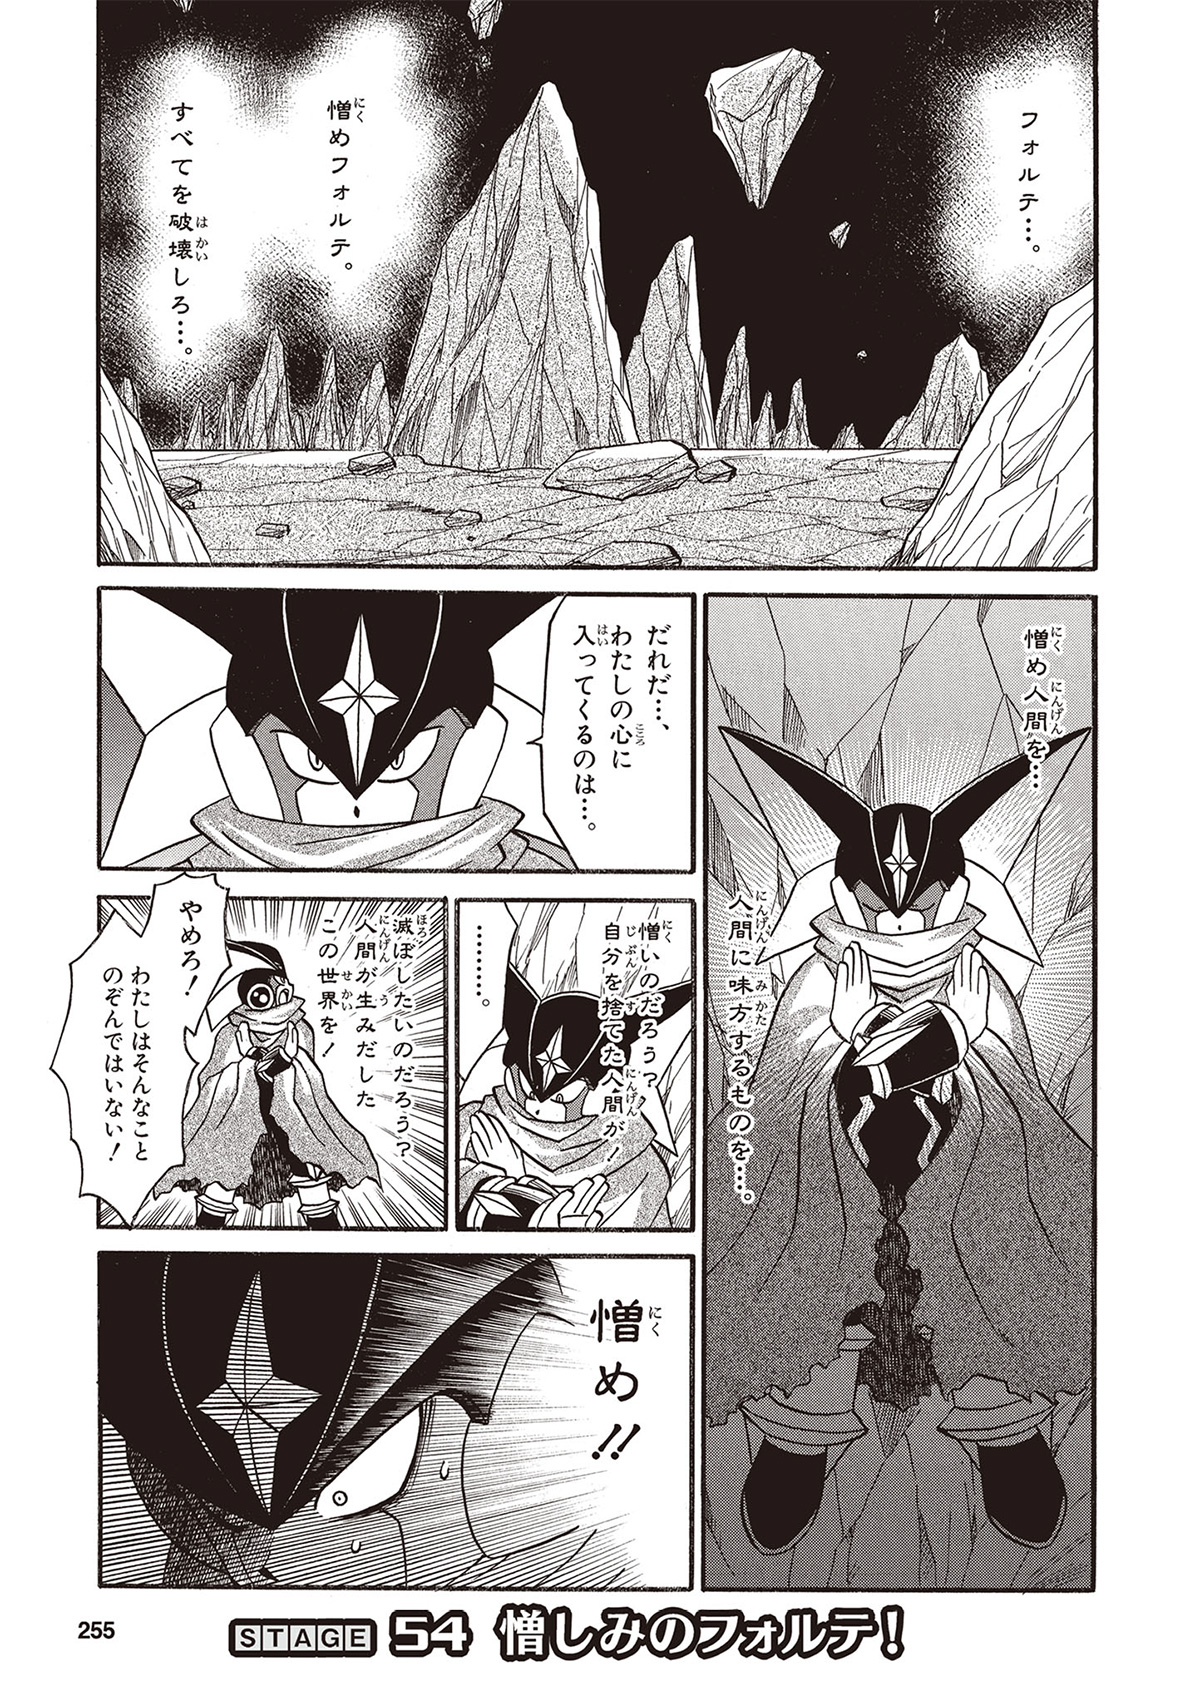 フォルテ…。
憎めフォルテ。
すべてを破壊しろ…。
憎め人間を…
人間に味方するものを…。
だれだ…、
わたしの心に
入ってくるのは…。
憎いのだろう?
自分を捨てた人間が!
………。
滅ぼしたいのだろう?
人間が生みだした
この世界を!
やめろ!
わたしはそんなこと
のぞんではいない!
憎め!!
255
STAGE 54 憎しみのフォルテ!